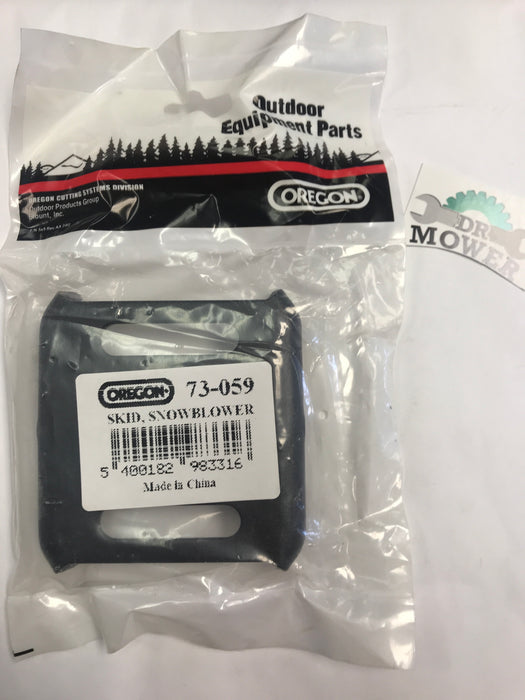 Outdoor
Equipment Parts
OREGON CUTTING SYSTEMS DIVISION
Outdoor Products Group
Blount, Inc.
OREGON
DR
MOWER
OREGON 73-059
SKID, SNOWBLOWER
5 400182 983316
Made in China